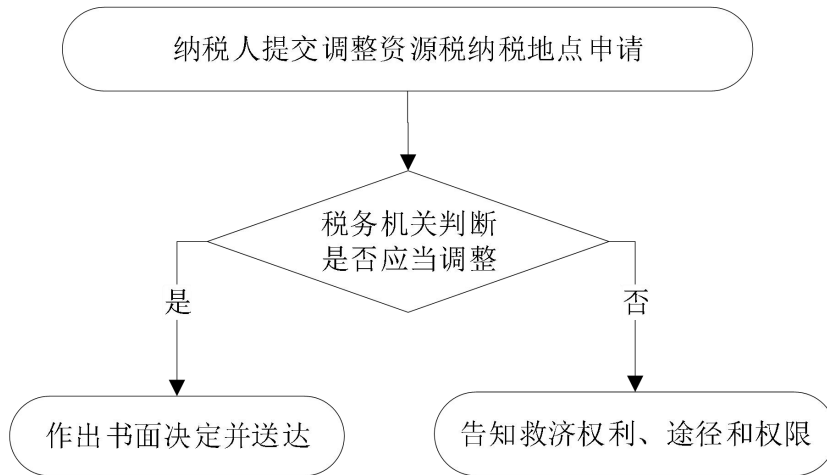 纳税人提交调整资源税纳税地点申请
税务机关判断
是否应当调整
是
否
作出书面决定并送达
告知救济权利、途径和权限